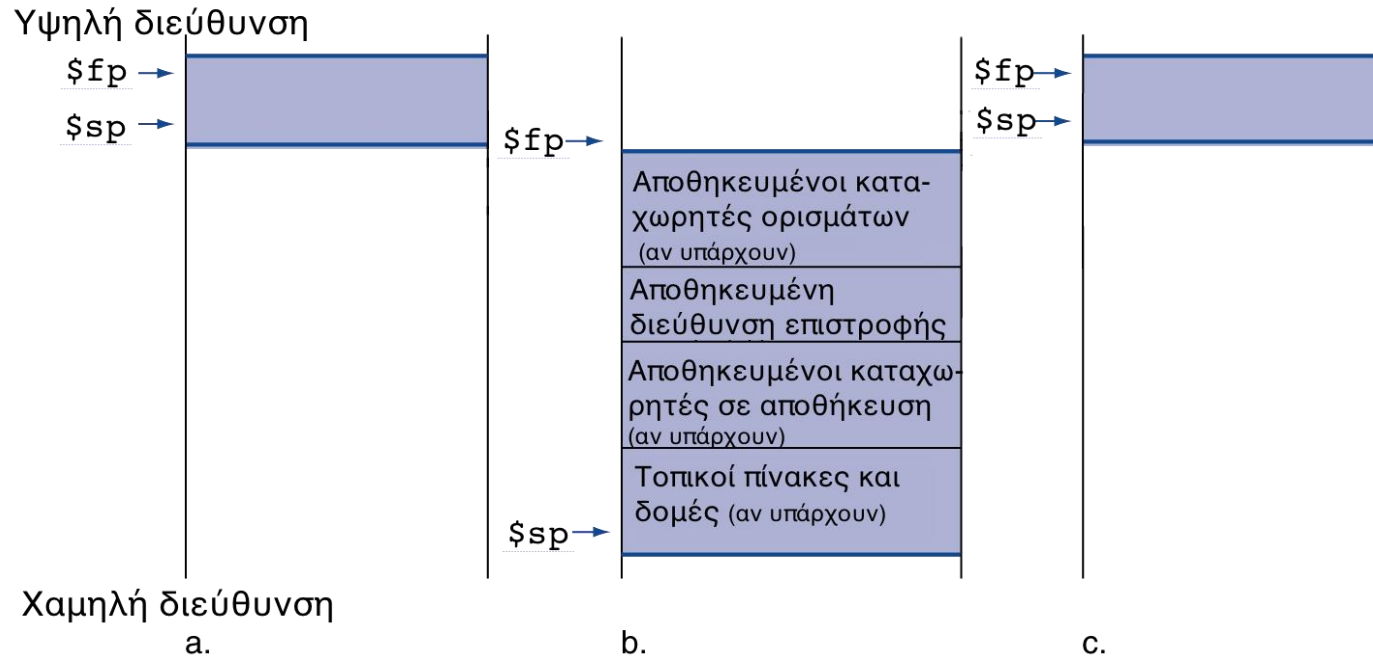 Υψηλή διεύθυνση
$fp
$sp
$fp
Αποθηκευμένοι κατα-
χωρητές ορισμάτων
(αν υπάρχουν)
Αποθηκευμένη
διεύθυνση επιστροφής
Αποθηκευμένοι καταχω-
ρητές σε αποθήκευση
(αν υπάρχουν)
Τοπικοί πίνακες και
δομές (αν υπάρχουν)
$sp
$fp
$sp
Χαμηλή διεύθυνση
a.
b.
c.